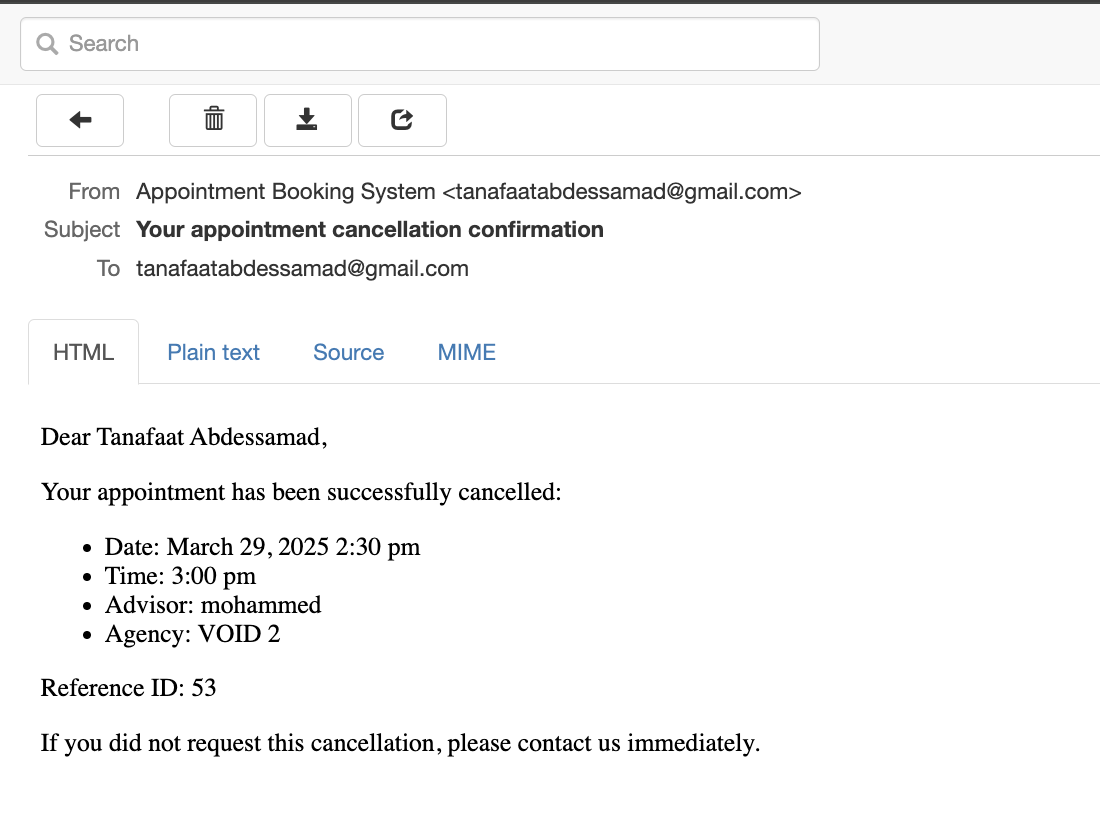 Search
From Appointment Booking System <tanafaatabdessamad@gmail.com>
Subject Your appointment cancellation confirmation
To tanafaatabdessamad@gmail.com
HTML Plain text Source MIME
Dear Tanafaat Abdessamad,
Your appointment has been successfully cancelled:
• Date: March 29, 2025 2:30 pm
• Time: 3:00 pm
• Advisor: mohammed
• Agency: VOID 2
Reference ID: 53
If you did not request this cancellation, please contact us immediately.